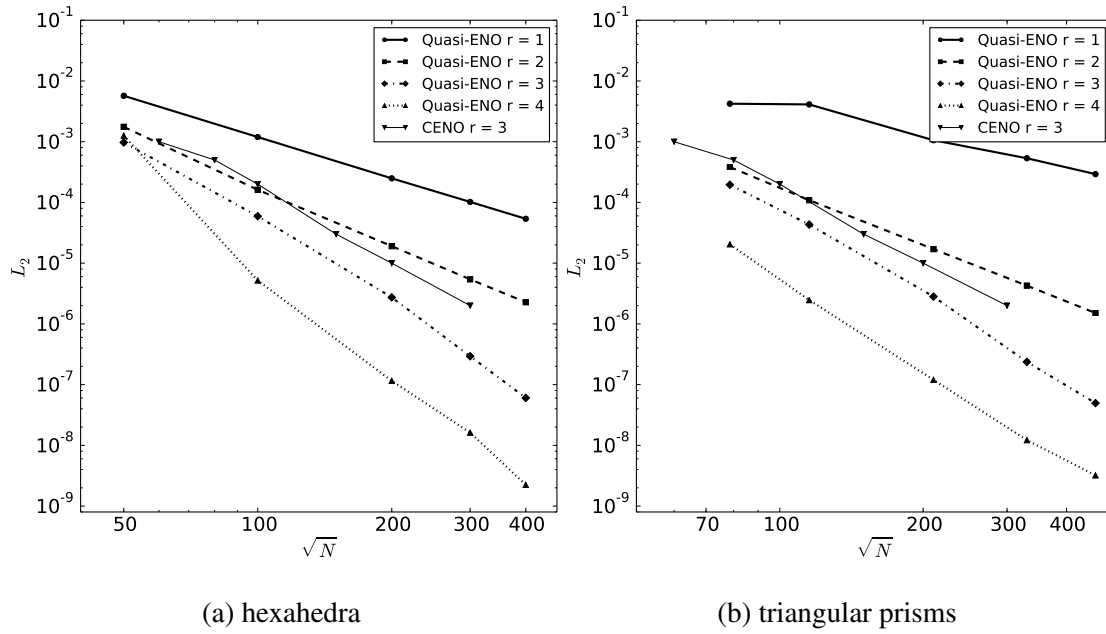 10^-1
10^-2
10^-3
10^-4
10^-5
10^-6
10^-7
10^-8
10^-9
L_2
50
100
200
300
400
√N
Quasi-ENO r = 1
Quasi-ENO r = 2
Quasi-ENO r = 3
Quasi-ENO r = 4
CENO r = 3
(a) hexahedra
10^-1
10^-2
10^-3
10^-4
10^-5
10^-6
10^-7
10^-8
10^-9
L_2
70
100
200
300
400
√N
Quasi-ENO r = 1
Quasi-ENO r = 2
Quasi-ENO r = 3
Quasi-ENO r = 4
CENO r = 3
(b) triangular prisms